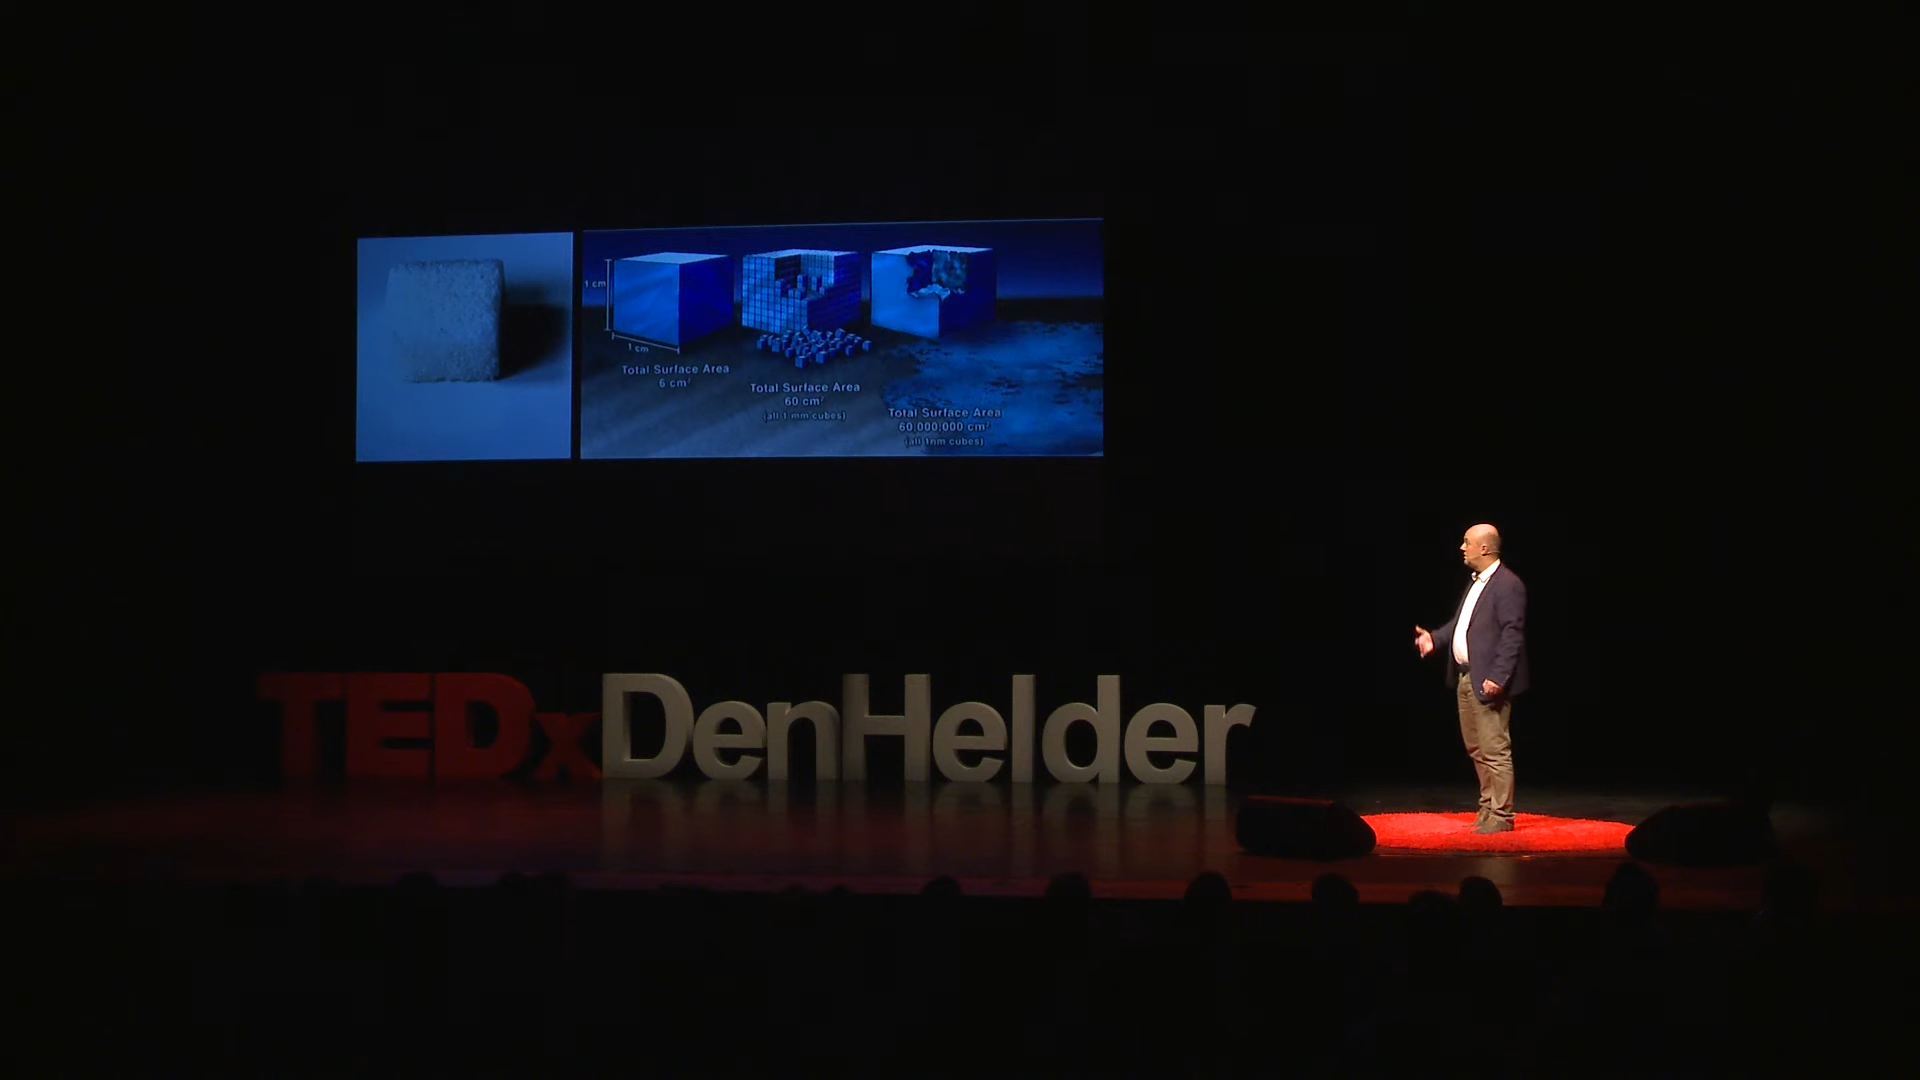 1 cm
1 cm
Total Surface Area
6 cm²
Total Surface Area
60 cm²
(all 1 mm cubes)
Total Surface Area
60,000,000 cm²
(all 1nm cubes)
TEDxDenHelder